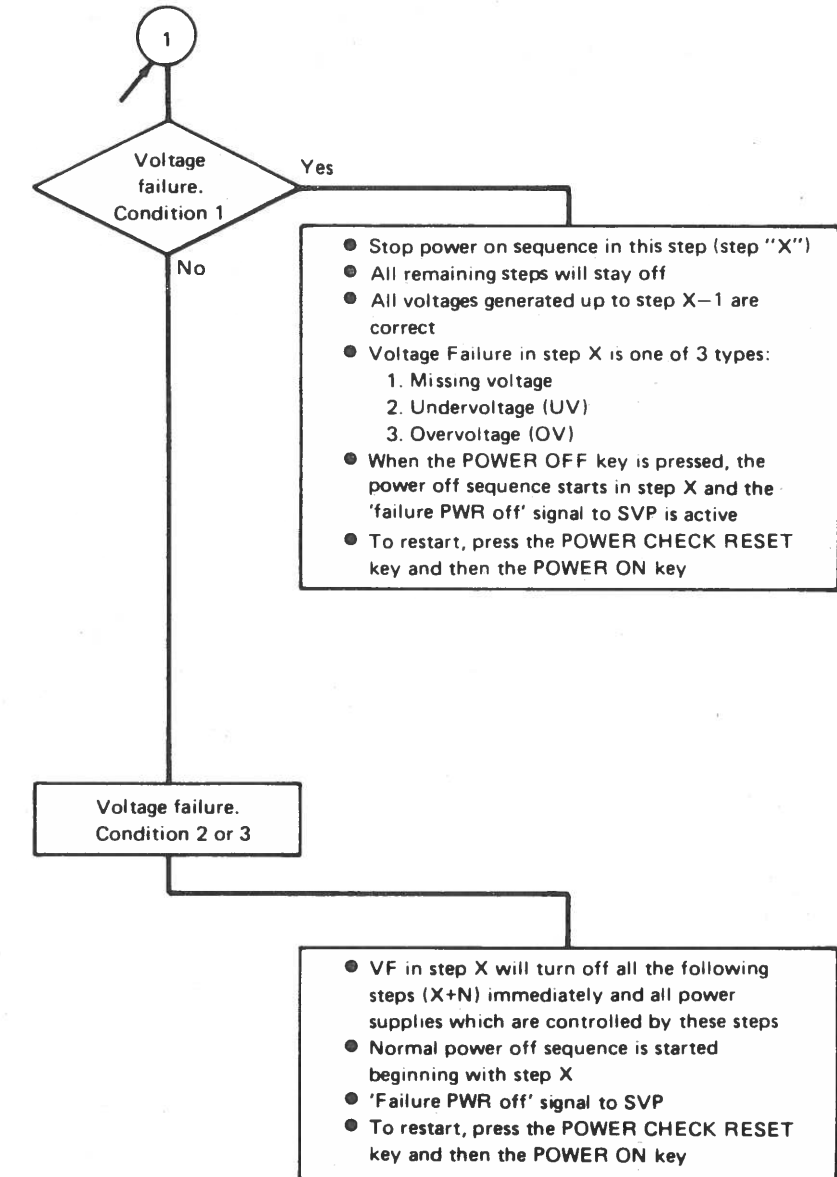 1
Voltage
failure.
Condition 1
Yes
No
● Stop power on sequence in this step (step "X")
● All remaining steps will stay off
● All voltages generated up to step X−1 are
correct
● Voltage Failure in step X is one of 3 types:
1. Missing voltage
2. Undervoltage (UV)
3. Overvoltage (OV)
● When the POWER OFF key is pressed, the
power off sequence starts in step X and the
'failure PWR off' signal to SVP is active
● To restart, press the POWER CHECK RESET
key and then the POWER ON key
Voltage failure.
Condition 2 or 3
● VF in step X will turn off all the following
steps (X+N) immediately and all power
supplies which are controlled by these steps
● Normal power off sequence is started
beginning with step X
● 'Failure PWR off' signal to SVP
● To restart, press the POWER CHECK RESET
key and then the POWER ON key